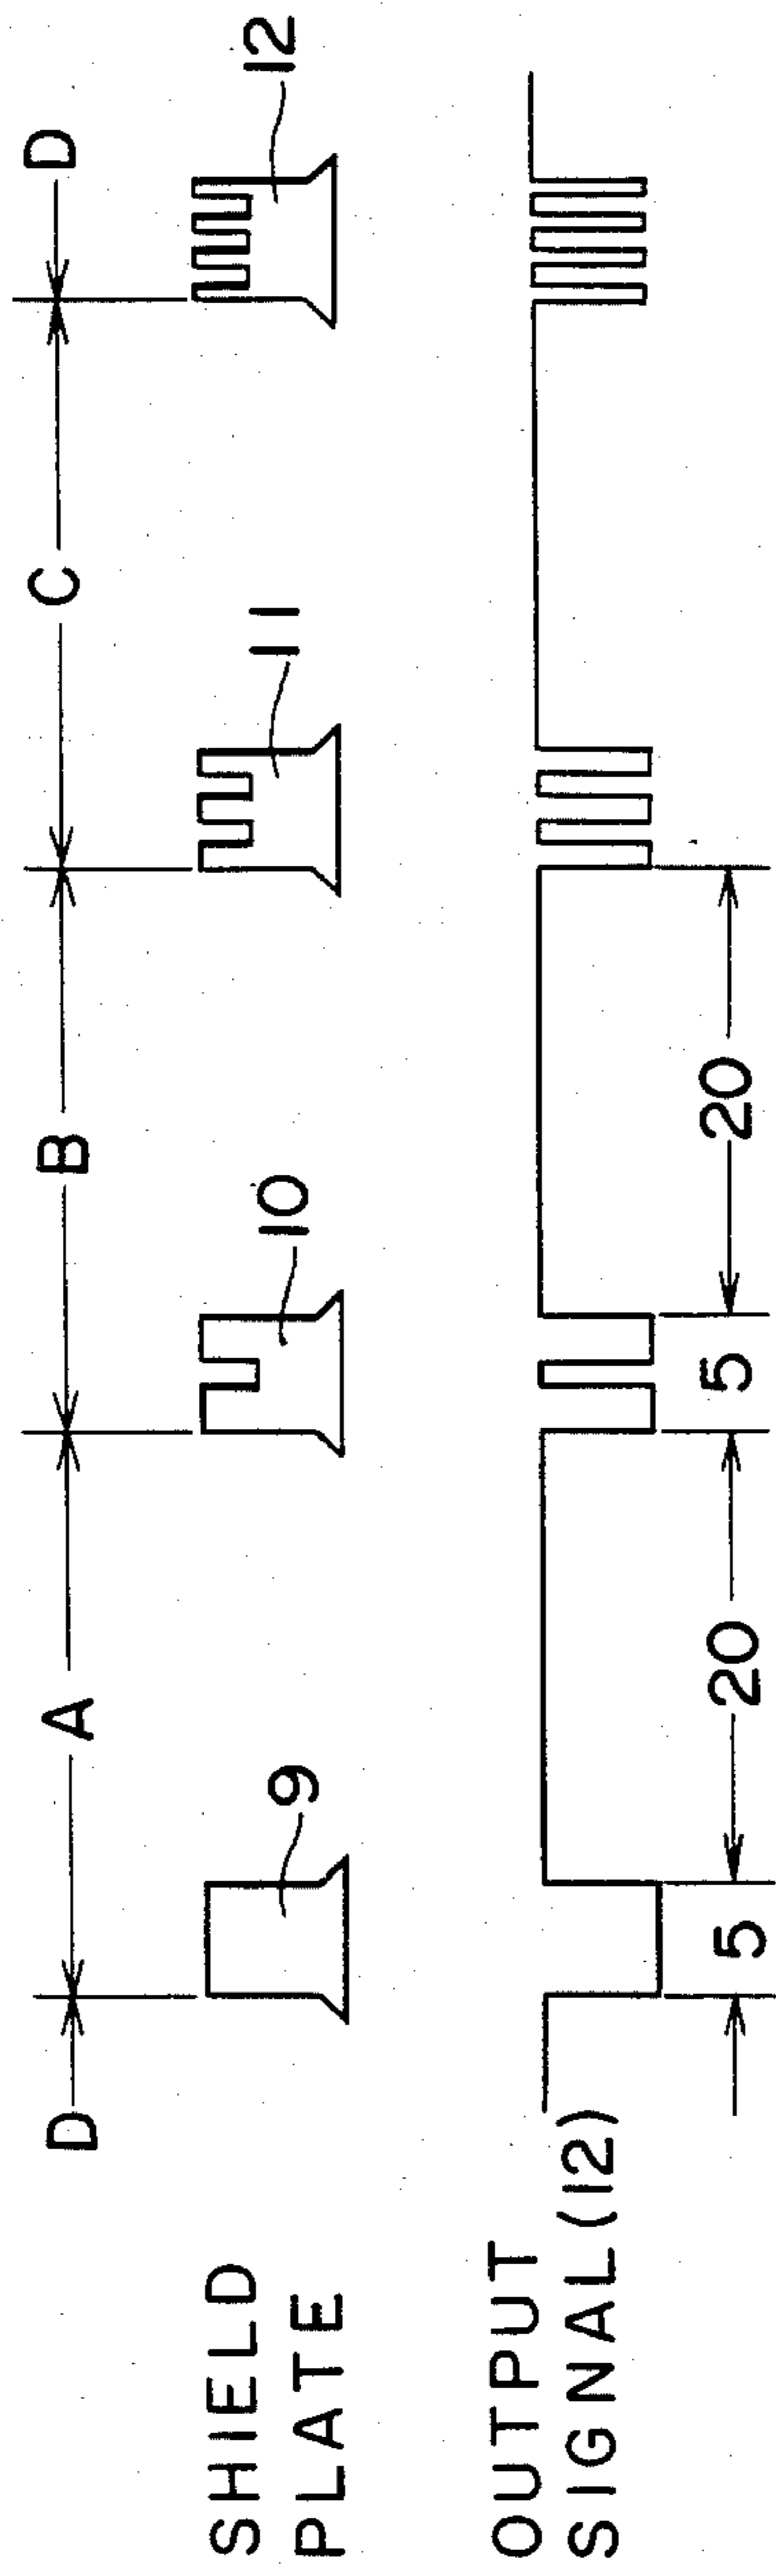 D A B C D
SHIELD
PLATE
9 10 11 12
OUTPUT
SIGNAL(12)
5 20 5 20